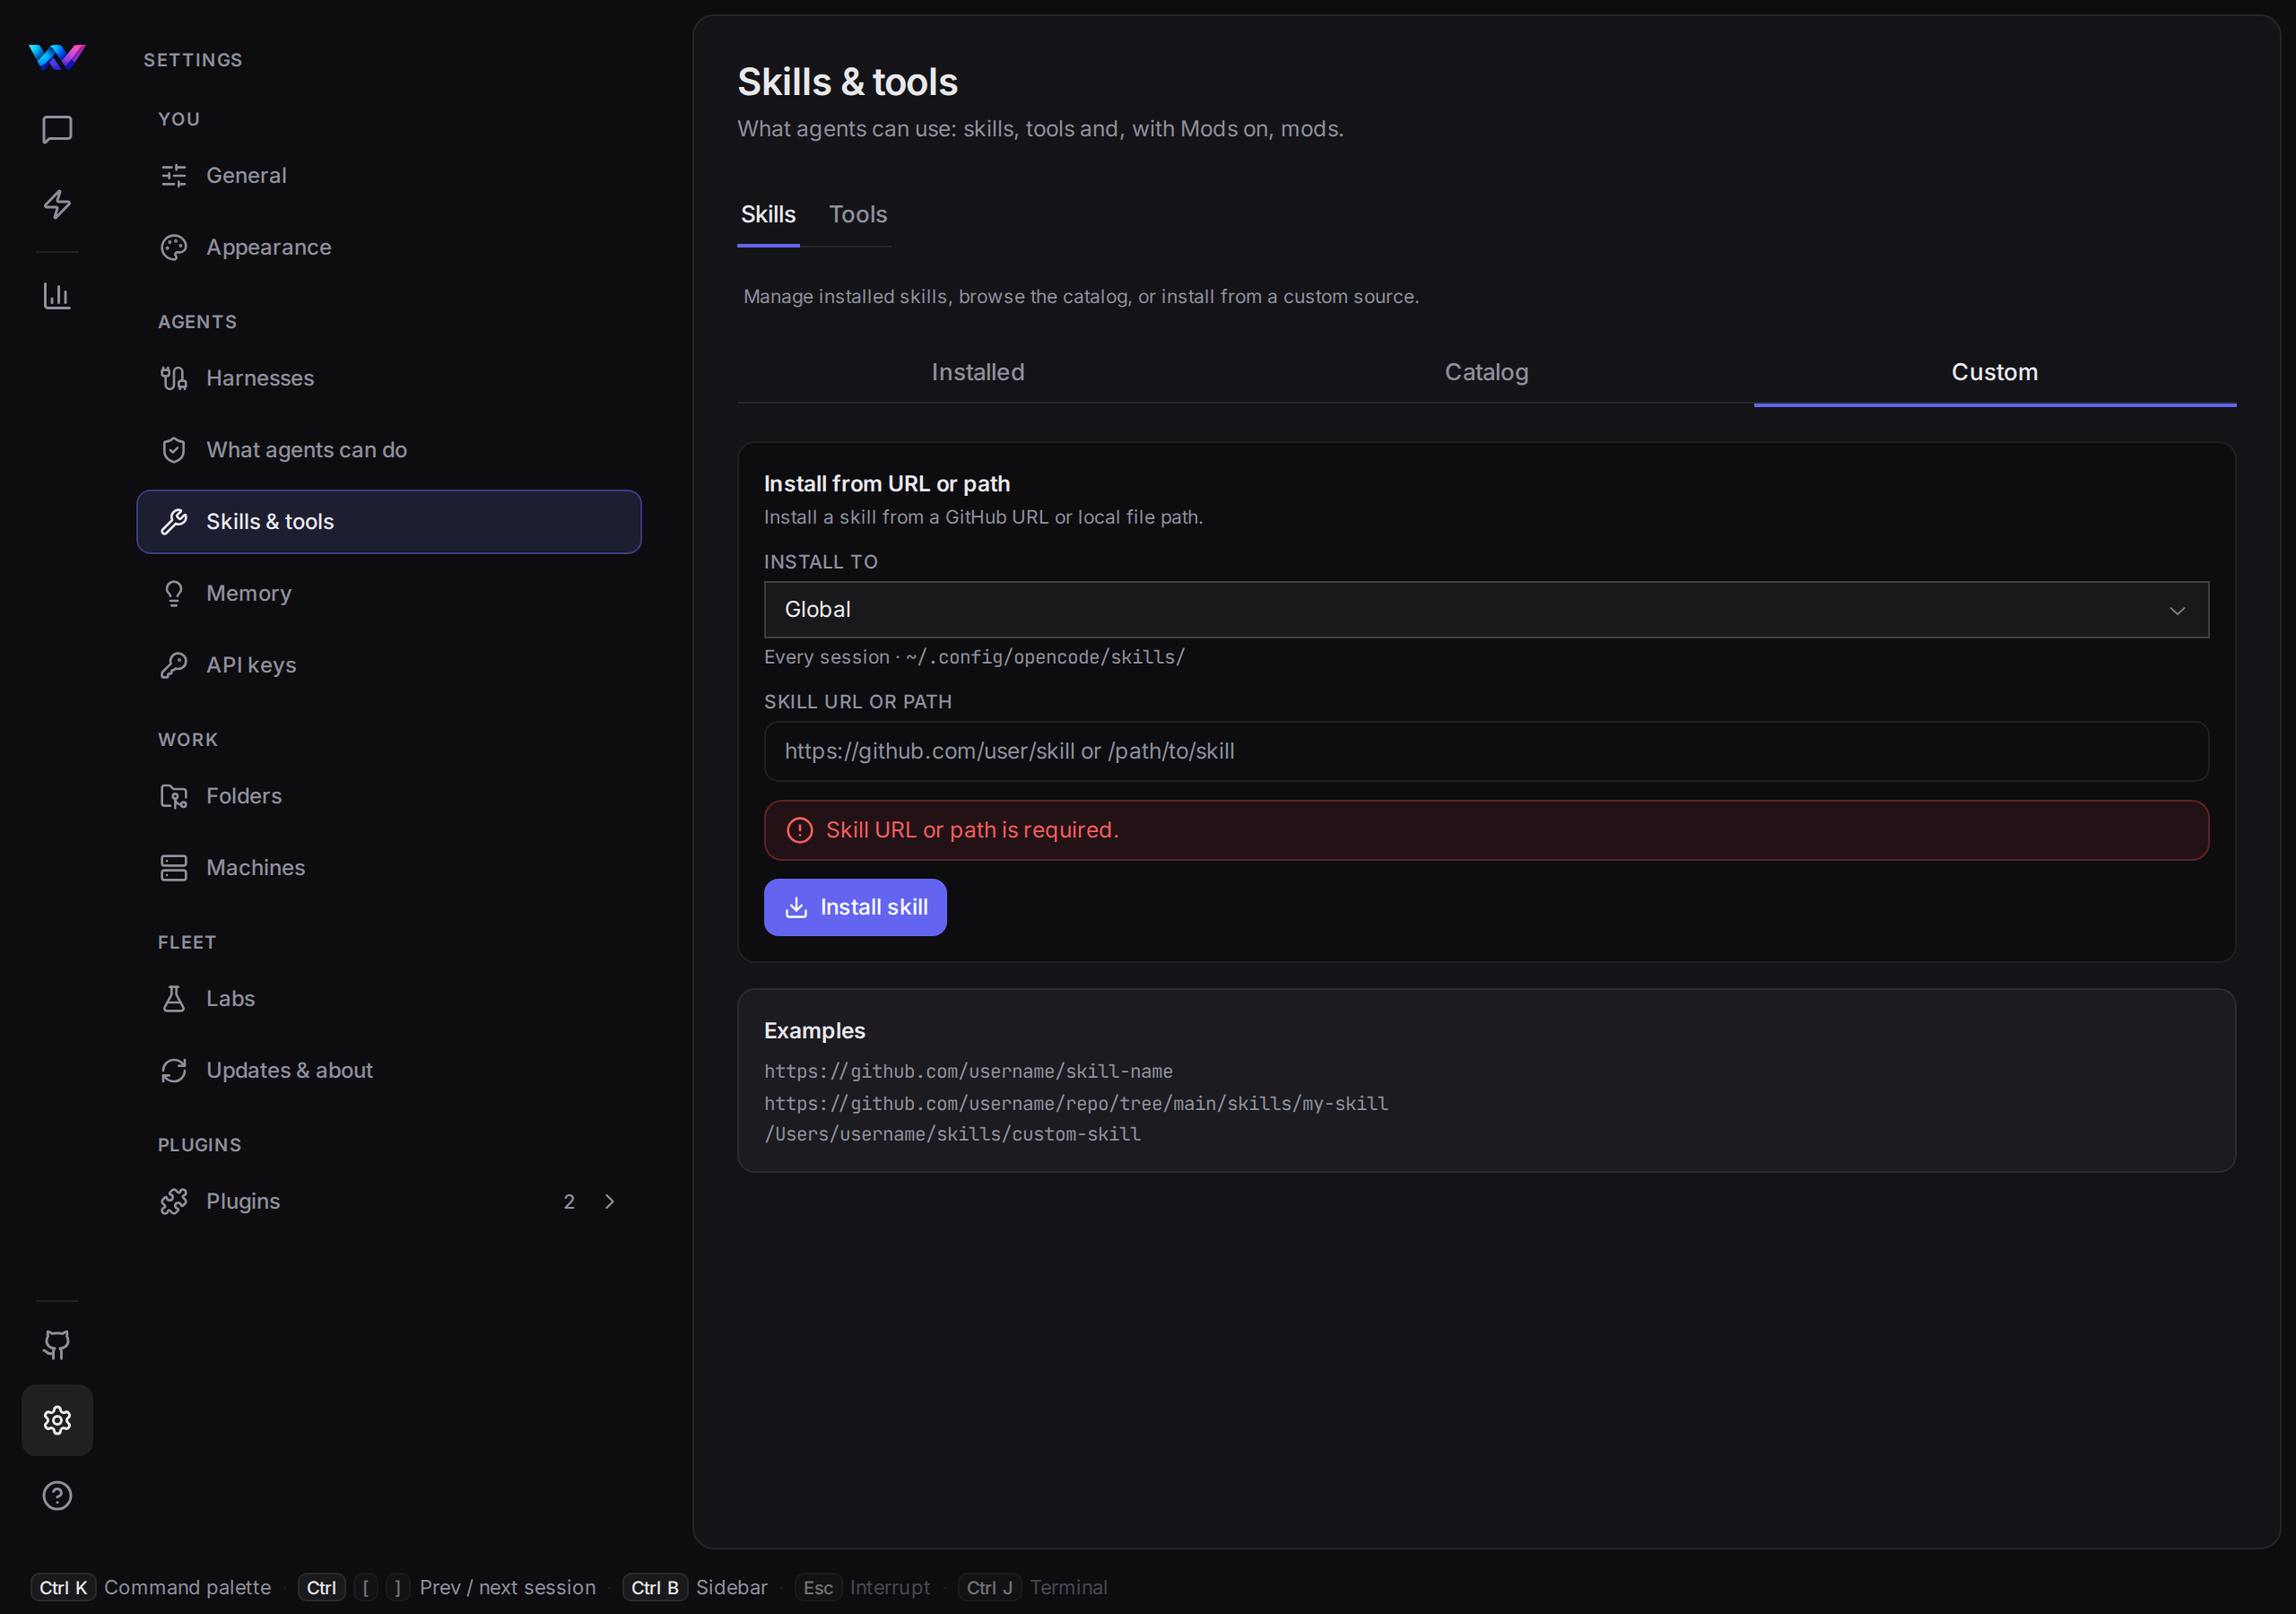 SETTINGS
YOU
General
Appearance
AGENTS
Harnesses
What agents can do
Skills & tools
Memory
API keys
WORK
Folders
Machines
FLEET
Labs
Updates & about
PLUGINS
Plugins 2
Skills & tools
What agents can use: skills, tools and, with Mods on, mods.
Skills Tools
Manage installed skills, browse the catalog, or install from a custom source.
Installed Catalog Custom
Install from URL or path
Install a skill from a GitHub URL or local file path.
INSTALL TO
Global
Every session · ~/.config/opencode/skills/
SKILL URL OR PATH
https://github.com/user/skill or /path/to/skill
Skill URL or path is required.
Install skill
Examples
https://github.com/username/skill-name
https://github.com/username/repo/tree/main/skills/my-skill
/Users/username/skills/custom-skill
Ctrl K Command palette · Ctrl [ ] Prev / next session · Ctrl B Sidebar · Esc Interrupt · Ctrl J Terminal